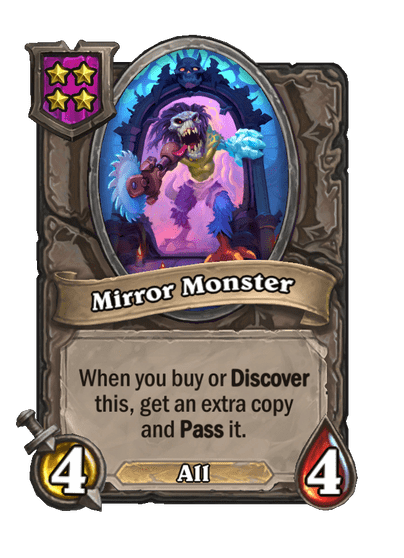 Mirror Monster
When you buy or Discover
this, get an extra copy
and Pass it.
4
All
4